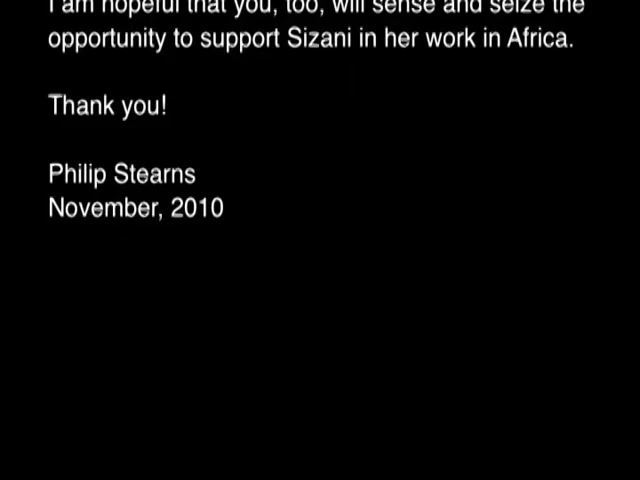 I am hopeful that you, too, will sense and seize the
opportunity to support Sizani in her work in Africa.
Thank you!
Philip Stearns
November, 2010